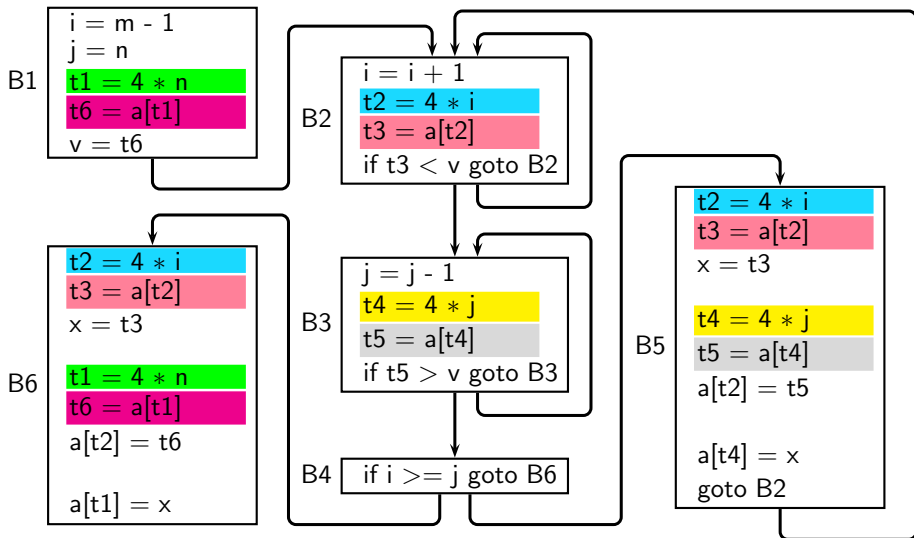 B1
i = m - 1
j = n
t1 = 4 * n
t6 = a[t1]
v = t6
B2
i = i + 1
t2 = 4 * i
t3 = a[t2]
if t3 < v goto B2
B3
j = j - 1
t4 = 4 * j
t5 = a[t4]
if t5 > v goto B3
B4
if i >= j goto B6
B5
t2 = 4 * i
t3 = a[t2]
x = t3
t4 = 4 * j
t5 = a[t4]
a[t2] = t5
a[t4] = x
goto B2
B6
t2 = 4 * i
t3 = a[t2]
x = t3
t1 = 4 * n
t6 = a[t1]
a[t2] = t6
a[t1] = x